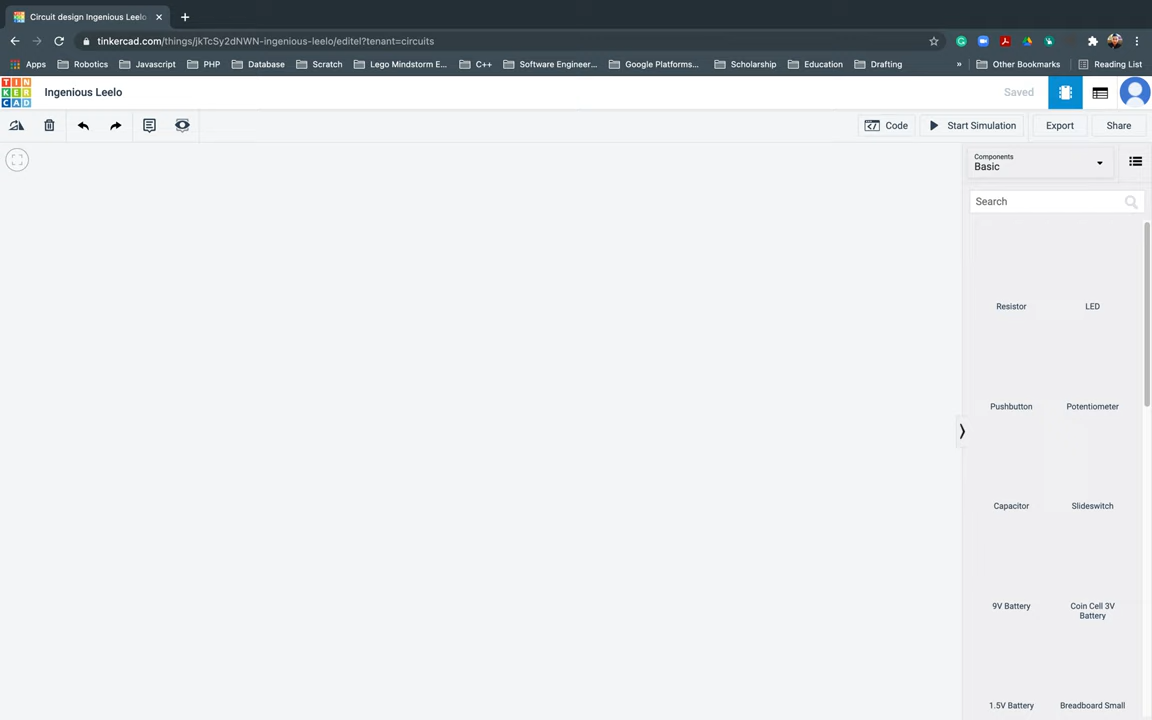 Circuit design Ingenious Leelo
tinkercad.com/things/jkTcSy2dNWN-ingenious-leelo/editel?tenant=circuits
Apps Robotics Javascript PHP Database Scratch Lego Mindstorm E... C++ Software Engineer... Google Platforms... Scholarship Education Drafting » Other Bookmarks Reading List
TIN
KER
CAD
Ingenious Leelo
Saved
Code Start Simulation Export Share
Components
Basic
Search
Resistor LED
Pushbutton Potentiometer
Capacitor Slideswitch
9V Battery Coin Cell 3V
Battery
1.5V Battery Breadboard Small